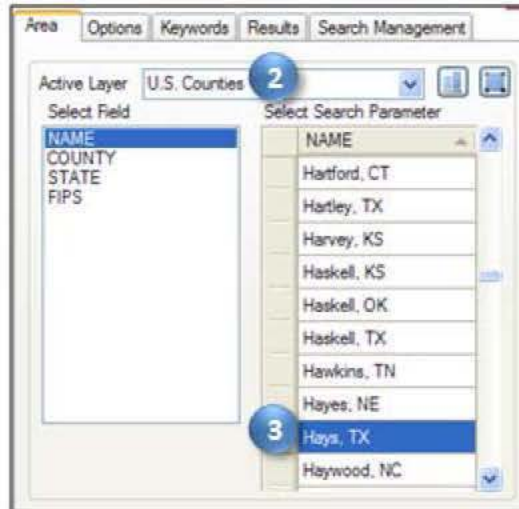 Area Options Keywords Results Search Management
Active Layer U.S. Counties 2
Select Field Select Search Parameter
NAME
COUNTY
STATE
FIPS
NAME
Hartford, CT
Hartley, TX
Harvey, KS
Haskell, KS
Haskell, OK
Haskell, TX
Hawkins, TN
Hayes, NE
3 Hays, TX
Haywood, NC